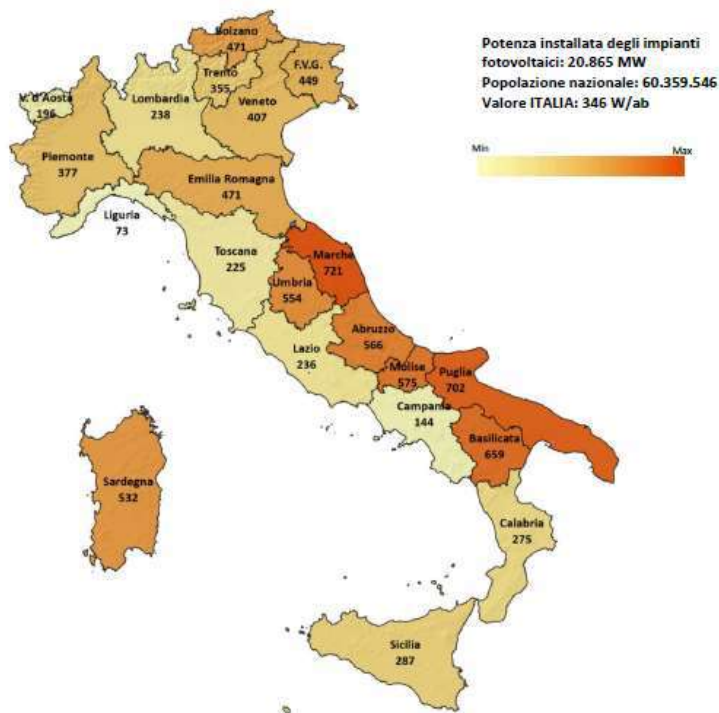 Bolzano
471
Potenza installata degli impianti
fotovoltaici: 20.865 MW
Popolazione nazionale: 60.359.546
Valore ITALIA: 346 W/ab
Trento
355
F.V.G.
449
V. d'Aosta
196
Lombardia
238
Veneto
407
Min
Max
Piemonte
377
Emilia Romagna
471
Liguria
73
Toscana
225
Marche
721
Umbria
554
Abruzzo
566
Lazio
236
Molise
575
Puglia
702
Campania
144
Basilicata
659
Sardegna
532
Calabria
275
Sicilia
287